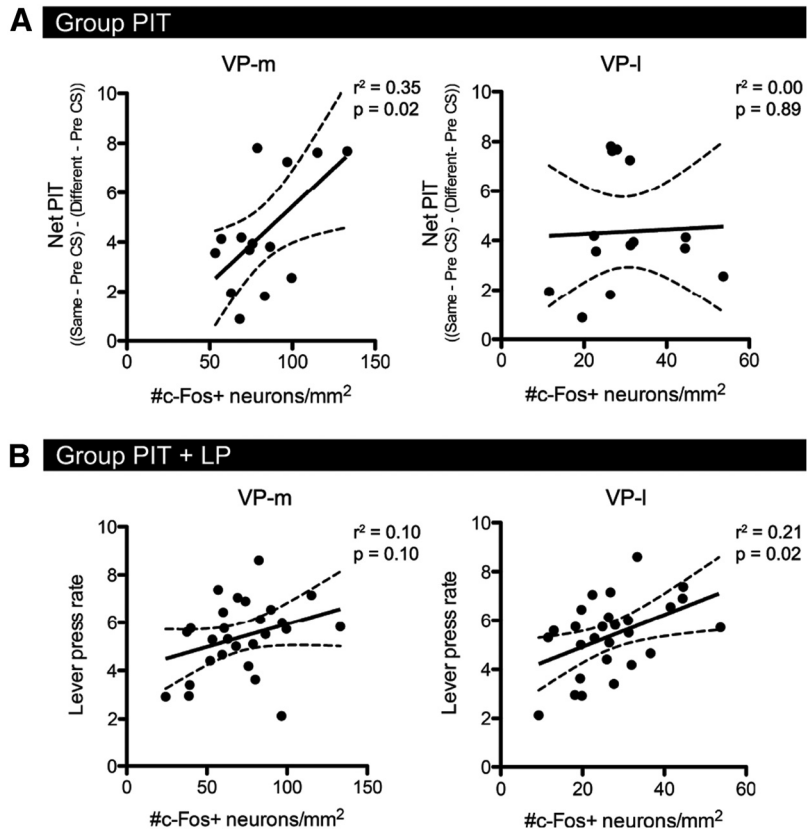 A Group PIT
VP-m
r² = 0.35
p = 0.02
Net PIT
((Same - Pre CS) - (Different - Pre CS))
10
8
6
4
2
0
0 50 100 150
#c-Fos+ neurons/mm2
VP-l
r² = 0.00
p = 0.89
Net PIT
((Same - Pre CS) - (Different- Pre CS))
10
8
6
4
2
0
0 20 40 60
#c-Fos+ neurons/mm2
B Group PIT + LP
VP-m
r² = 0.10
p = 0.10
Lever press rate
10
8
6
4
2
0
0 50 100 150
#c-Fos+ neurons/mm2
VP-l
r² = 0.21
p = 0.02
Lever press rate
10
8
6
4
2
0
0 20 40 60
#c-Fos+ neurons/mm2